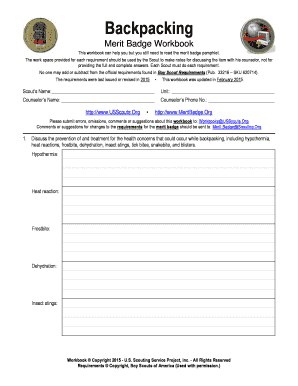 Backpacking
Merit Badge Workbook
This workbook can help you but you still need to read the merit badge pamphlet.
The work space provided for each requirement should be used by the Scout to make notes for discussing the item with his counselor, not for
providing the full and complete answers. Each Scout must do each requirement.
No one may add or subtract from the official requirements found in Boy Scout Requirements (Pub. 33216 – SKU 620714).
The requirements were last issued or revised in 2015 • This workbook was updated in February 2015.
Scout's Name: Unit:
Counselor's Name: Counselor's Phone No.:
http://www.USScouts.Org • http://www.MeritBadge.Org
Please submit errors, omissions, comments or suggestions about this workbook to: Workbooks@USScouts.Org
Comments or suggestions for changes to the requirements for the merit badge should be sent to: Merit.Badge@Scouting.Org
1. Discuss the prevention of and treatment for the health concerns that could occur while backpacking, including hypothermia,
heat reactions, frostbite, dehydration, insect stings, tick bites, snakebite, and blisters.
Hypothermia:
Heat reaction:
Frostbite:
Dehydration:
Insect stings:
Workbook © Copyright 2015 - U.S. Scouting Service Project, Inc. - All Rights Reserved
Requirements © Copyright, Boy Scouts of America (Used with permission.)